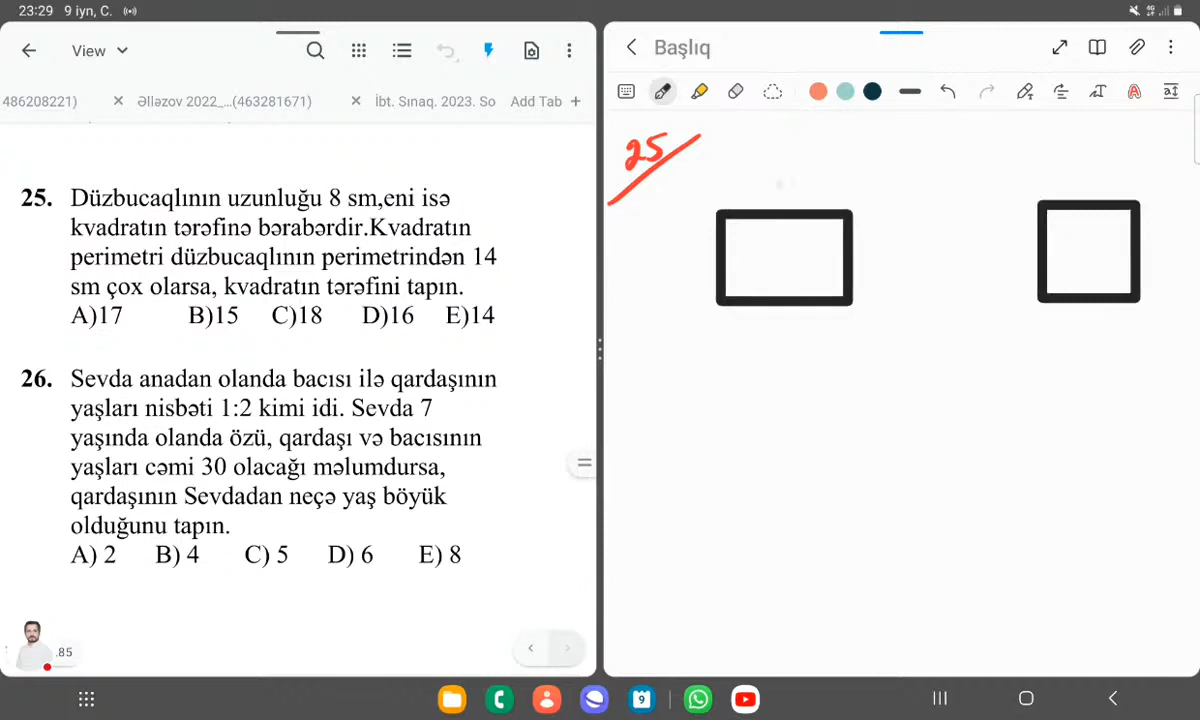 23:29 9 iyn, C.
4G
View
Başlıq
486208221)
Əlləzov 2022_...(463281671)
İbt. Sınaq. 2023. So
Add Tab +
25
25. Düzbucaqlının uzunluğu 8 sm,eni isə
kvadratın tərəfinə bərabərdir.Kvadratın
perimetri düzbucaqlının perimetrindən 14
sm çox olarsa, kvadratın tərəfini tapın.
A)17 B)15 C)18 D)16 E)14
26. Sevda anadan olanda bacısı ilə qardaşının
yaşları nisbəti 1:2 kimi idi. Sevda 7
yaşında olanda özü, qardaşı və bacısının
yaşları cəmi 30 olacağı məlumdursa,
qardaşının Sevdadan neçə yaş böyük
olduğunu tapın.
A) 2 B) 4 C) 5 D) 6 E) 8
.85
9